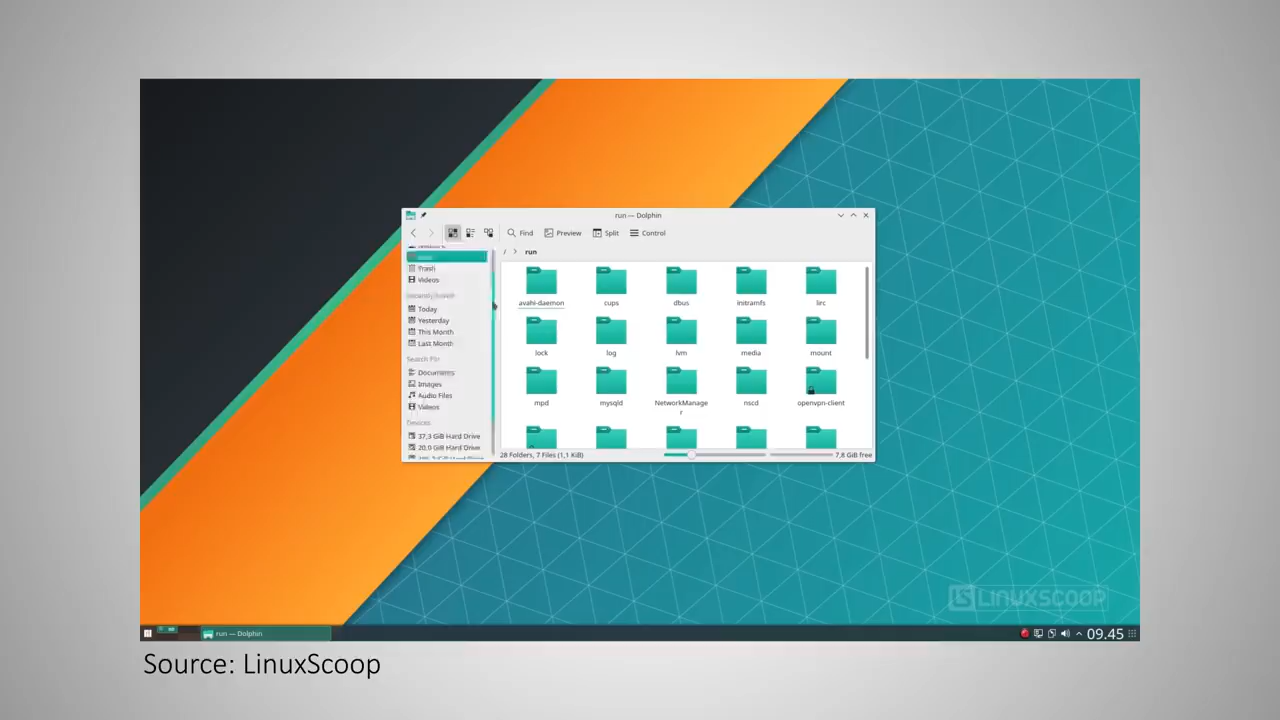 run — Dolphin
Find
Preview
Split
Control
/ > run
Trash
Videos
Today
Yesterday
This Month
Last Month
Search For
Documents
Images
Audio Files
Videos
Devices
37,3 GiB Hard Drive
20,0 GiB Hard Drive
avahi-daemon
cups
dbus
initramfs
lirc
lock
log
lvm
media
mount
mpd
mysqld
NetworkManage
r
nscd
openvpn-client
28 Folders, 7 Files (1,1 KiB)
7,8 GiB free
LINUXSCOOP
run — Dolphin
09.45
Source: LinuxScoop